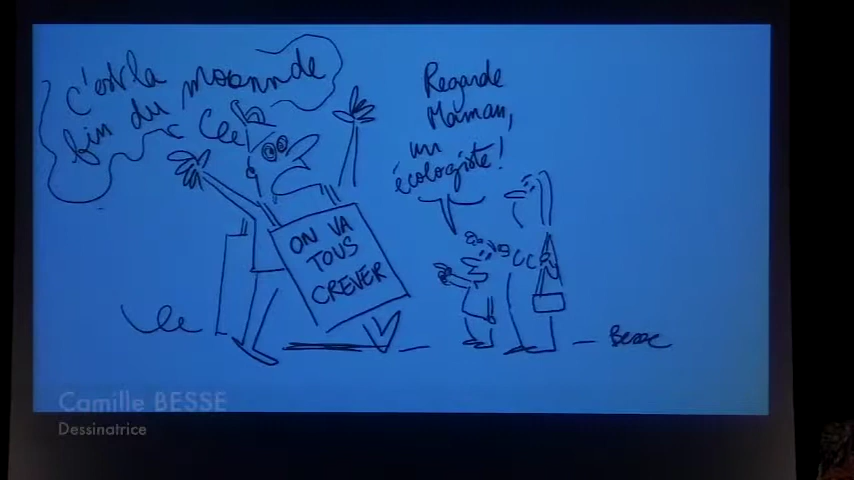 c'est la
fin du moonnde
Regarde
Maman,
un
écologiste!
ON VA
TOUS
CREVER
Besse
Camille BESSE
Dessinatrice